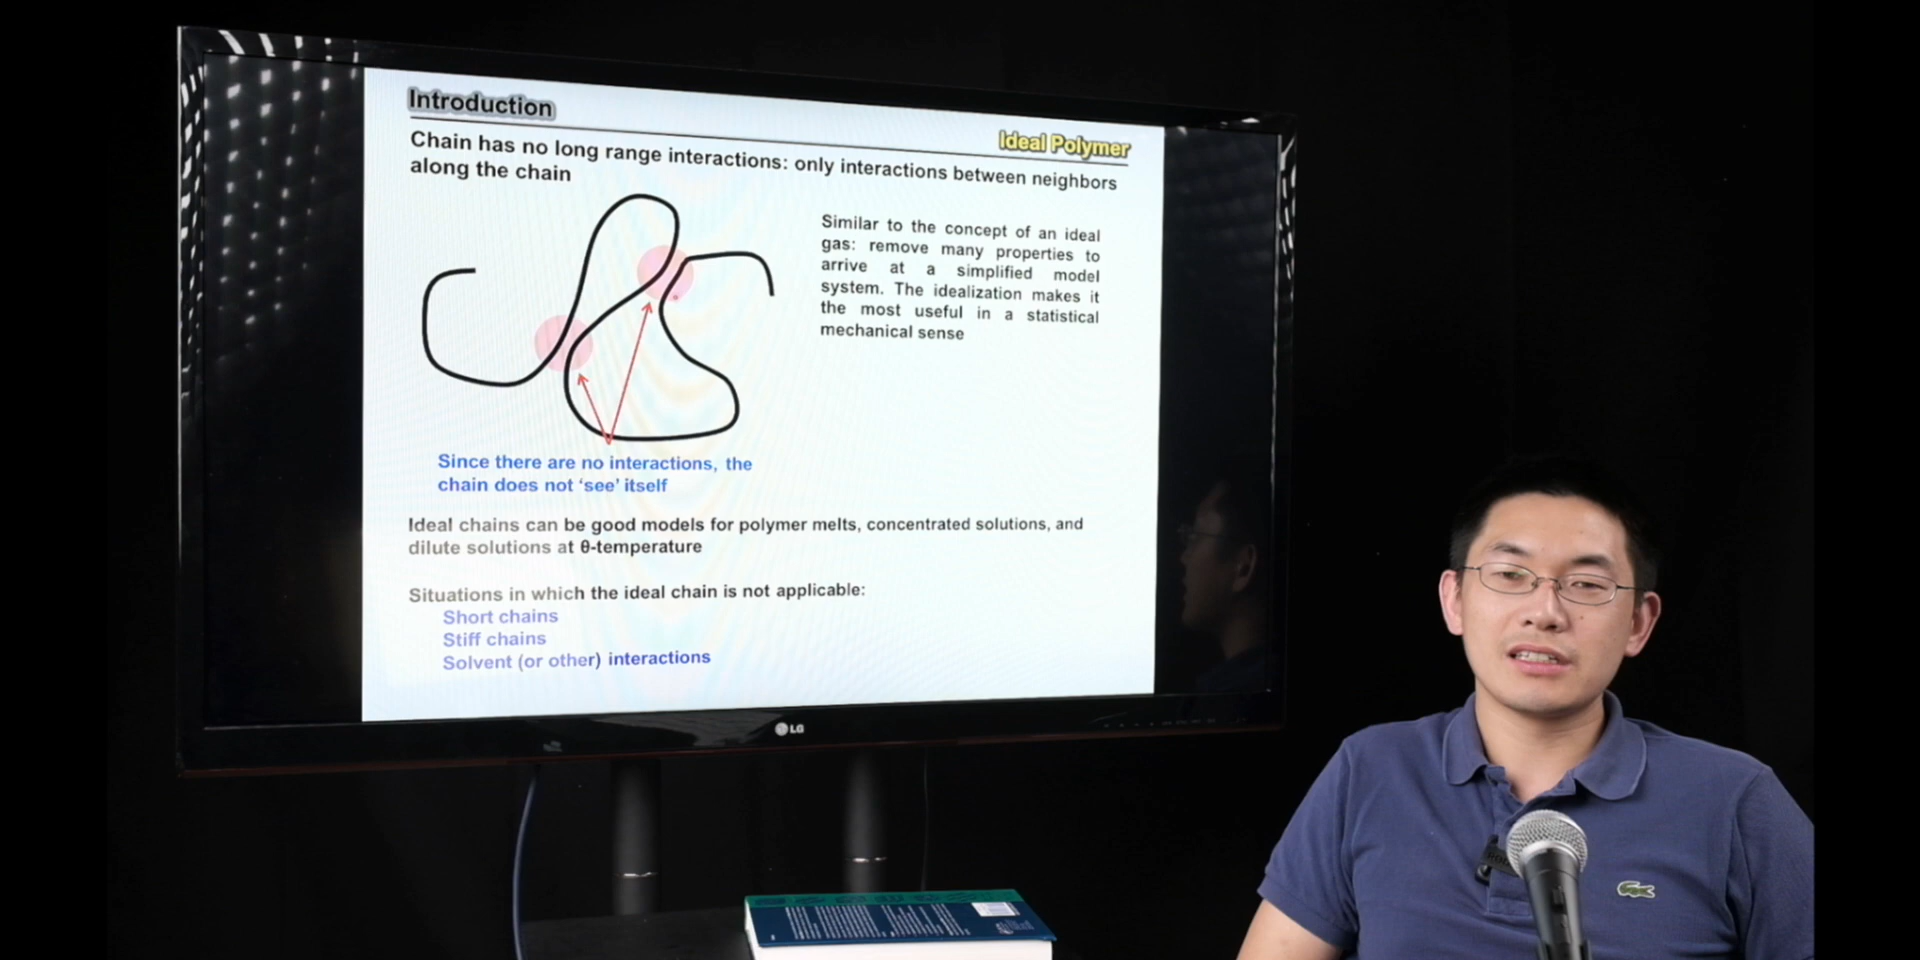 Introduction
Ideal Polymer
Chain has no long range interactions: only interactions between neighbors
along the chain
Similar to the concept of an ideal
gas: remove many properties to
arrive at a simplified model
system. The idealization makes it
the most useful in a statistical
mechanical sense
Since there are no interactions, the
chain does not ‘see’ itself
Ideal chains can be good models for polymer melts, concentrated solutions, and
dilute solutions at θ-temperature
Situations in which the ideal chain is not applicable:
Short chains
Stiff chains
Solvent (or other) interactions
LG